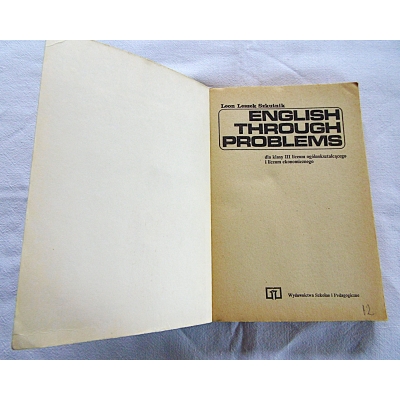 Leon Leszek Szkutnik
ENGLISH
THROUGH
PROBLEMS
dla klasy III liceum ogólnokształcącego
i liceum ekonomicznego
Wydawnictwa Szkolne i Pedagogiczne
12